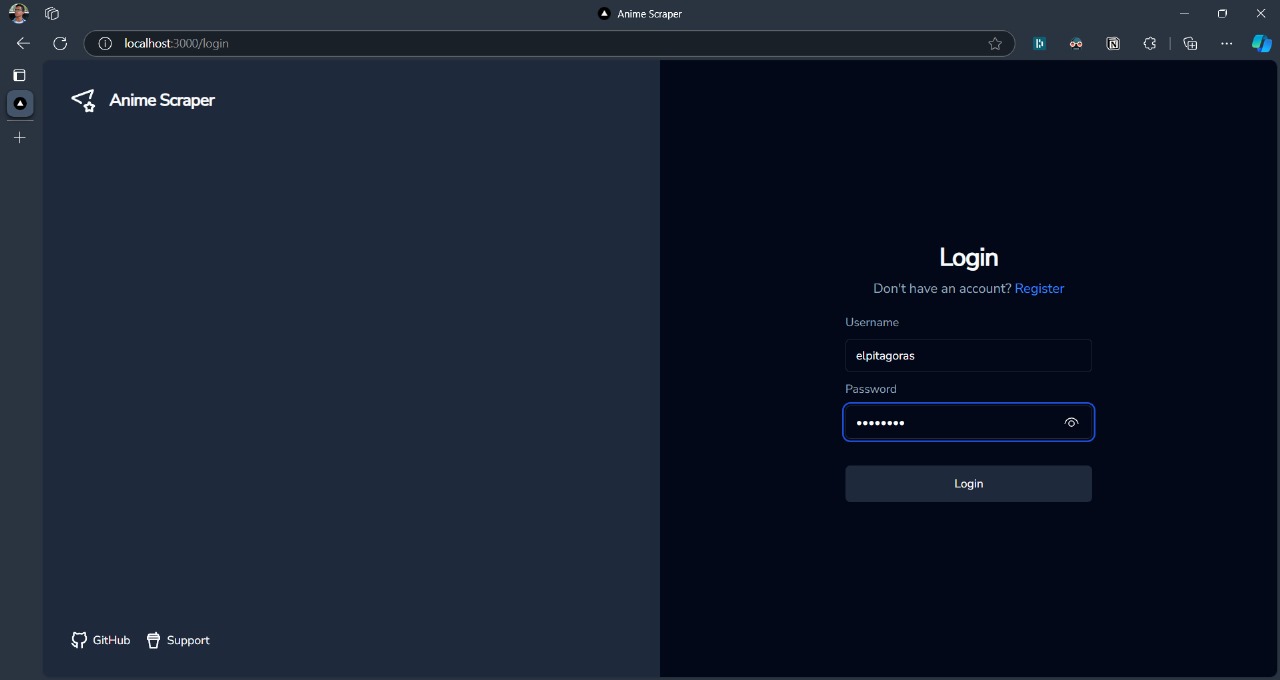 Anime Scraper
localhost:3000/login
Anime Scraper
Login
Don't have an account? Register
Username
elpitagoras
Password
••••••••
Login
GitHub
Support